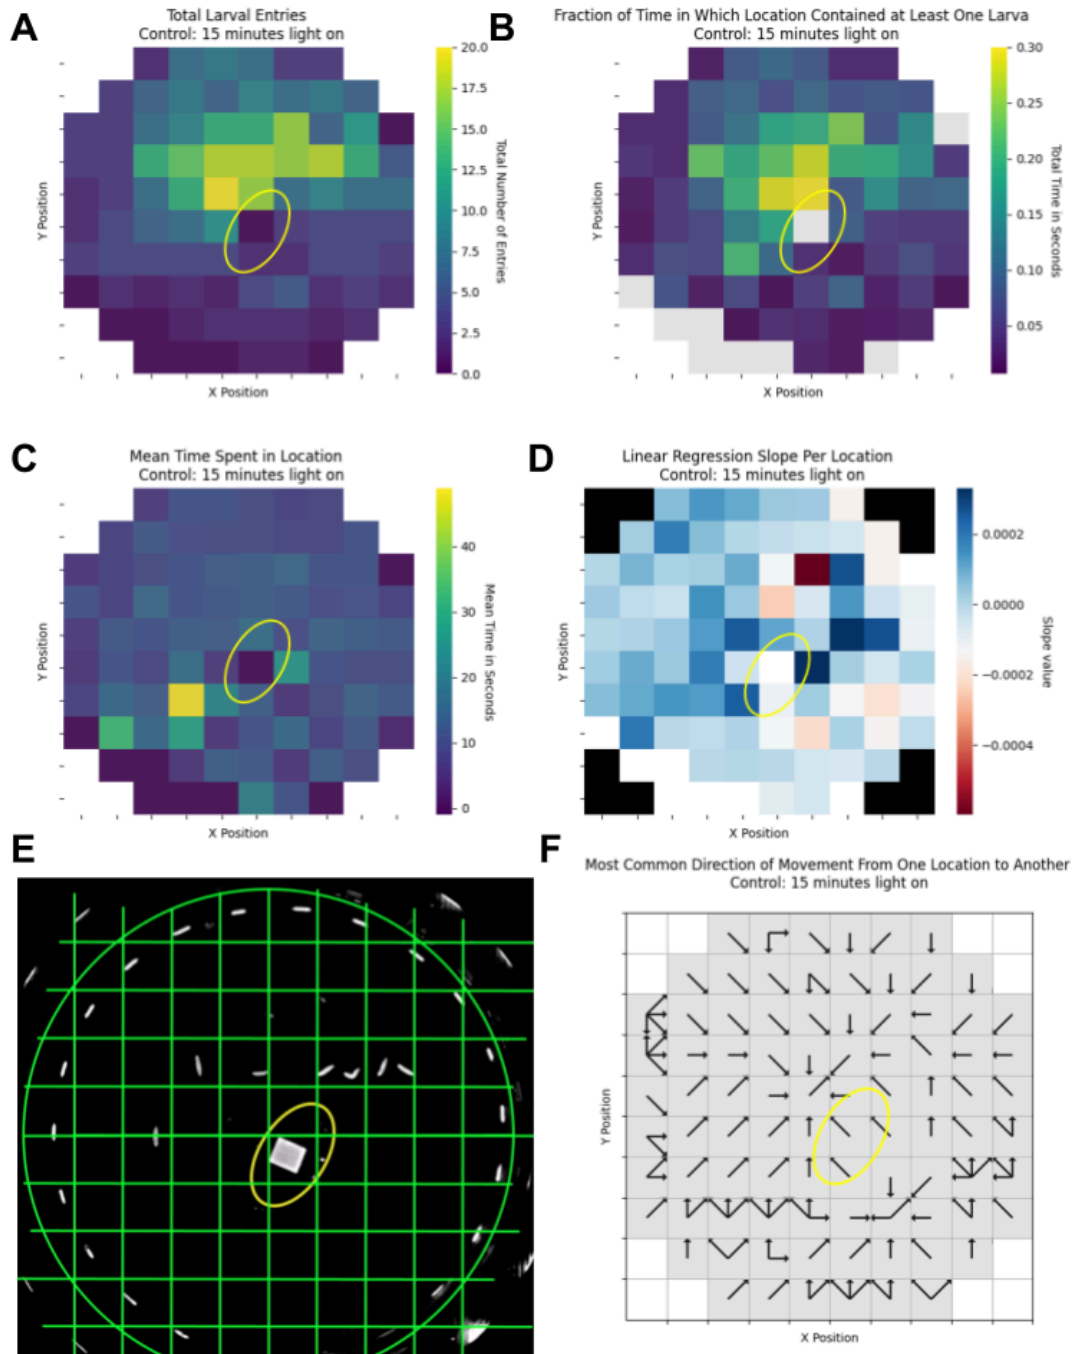 A
Total Larval Entries
Control: 15 minutes light on
Y Position
X Position
20.0
17.5
15.0
12.5
10.0
7.5
5.0
2.5
0.0
Total Number of Entries
B
Fraction of Time in Which Location Contained at Least One Larva
Control: 15 minutes light on
Y Position
X Position
0.30
0.25
0.20
0.15
0.10
0.05
Total Time in Seconds
C
Mean Time Spent in Location
Control: 15 minutes light on
Y Position
X Position
40
30
20
10
0
Mean Time in Seconds
D
Linear Regression Slope Per Location
Control: 15 minutes light on
Y Position
X Position
0.0002
0.0000
−0.0002
−0.0004
Slope value
E
F
Most Common Direction of Movement From One Location to Another
Control: 15 minutes light on
Y Position
X Position